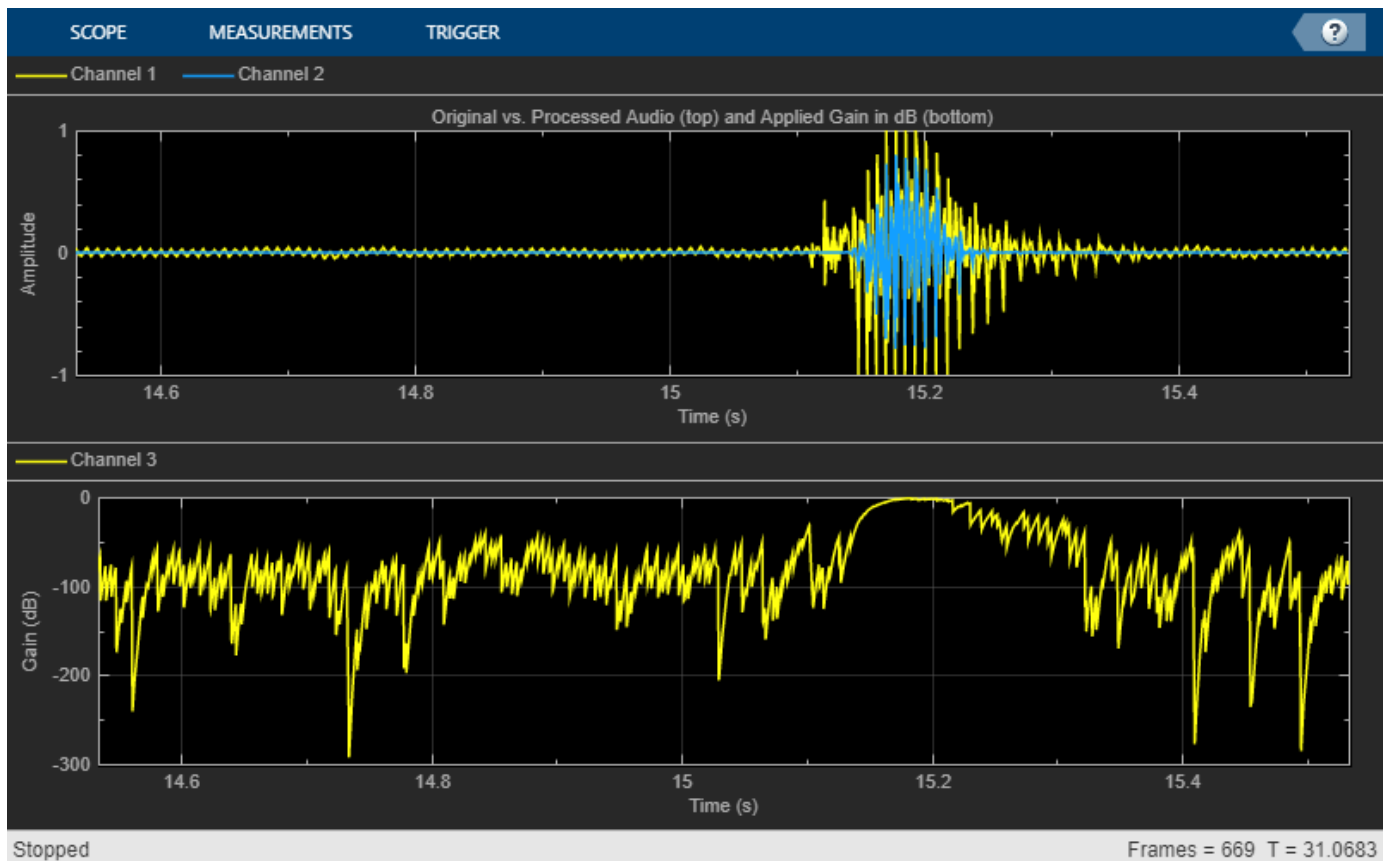 SCOPE MEASUREMENTS TRIGGER ?
Channel 1 Channel 2
Original vs. Processed Audio (top) and Applied Gain in dB (bottom)
1
0
-1
Amplitude
14.6 14.8 15 15.2 15.4
Time (s)
Channel 3
0
-100
-200
-300
Gain (dB)
14.6 14.8 15 15.2 15.4
Time (s)
Stopped Frames = 669 T = 31.0683